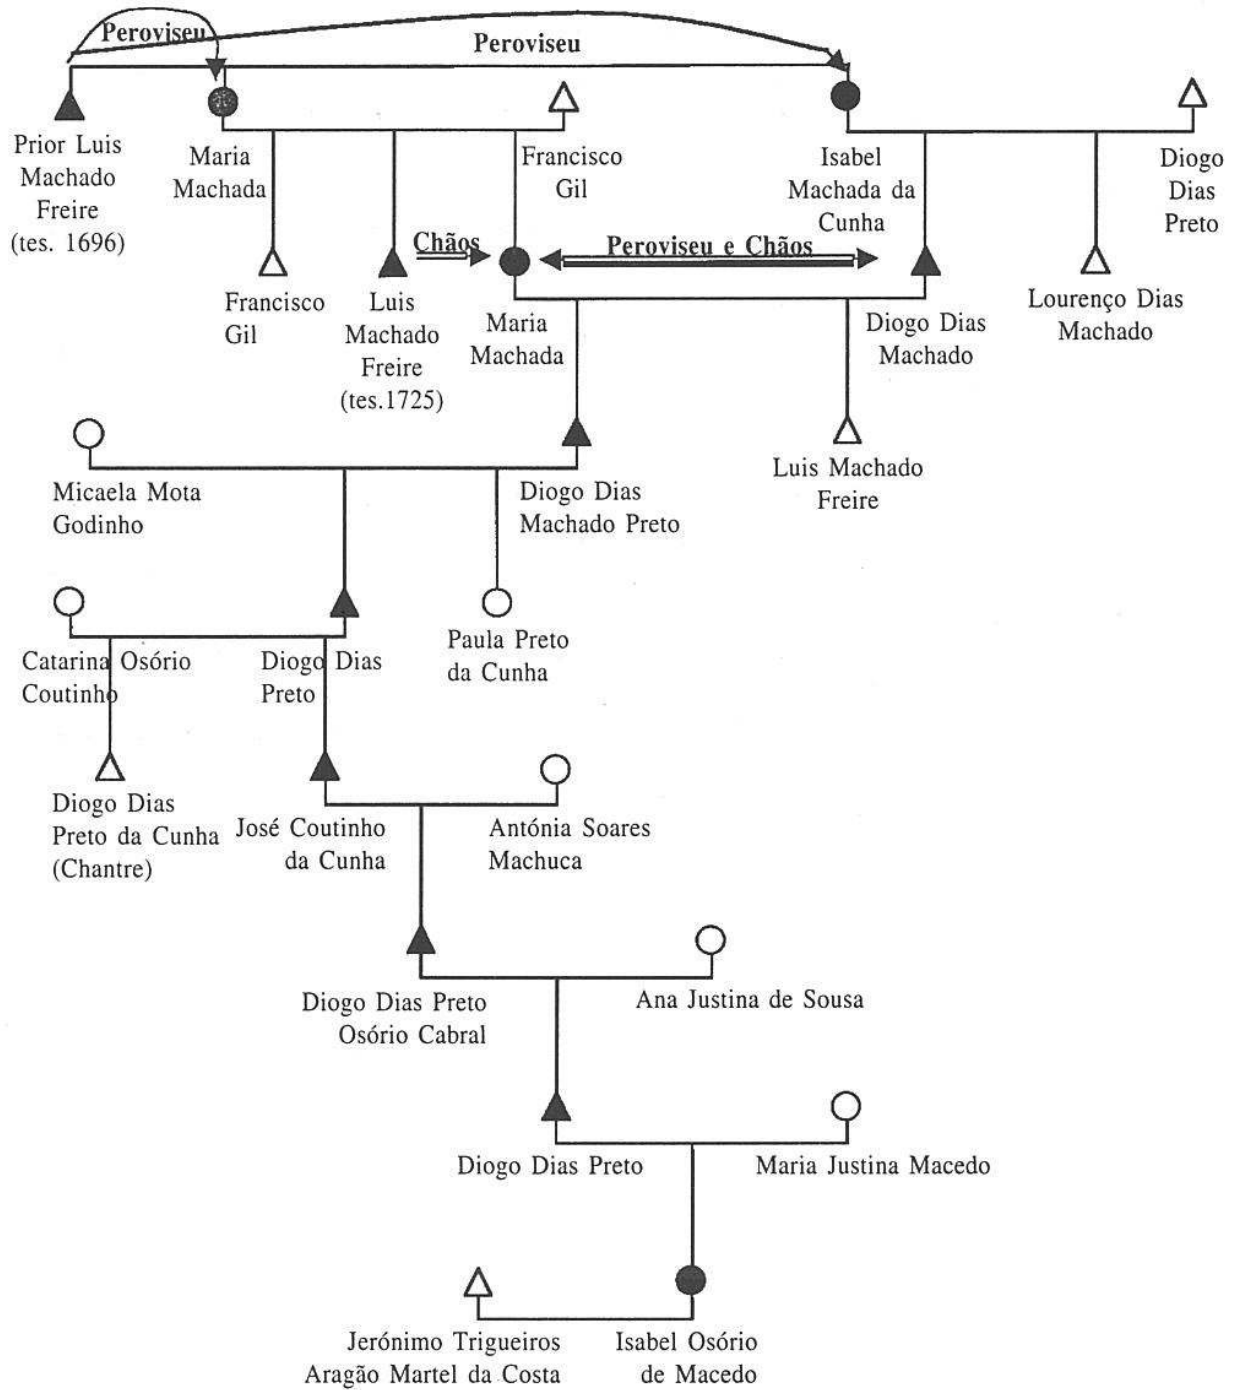 Peroviseu
Peroviseu
Prior Luis
Machado
Freire
(tes. 1696)
Maria
Machada
Francisco
Gil
Isabel
Machada da
Cunha
Diogo
Dias
Preto
Chãos
Peroviseu e Chãos
Francisco
Gil
Luis
Machado
Freire
(tes.1725)
Maria
Machada
Diogo Dias
Machado
Lourenço Dias
Machado
Micaela Mota
Godinho
Diogo Dias
Machado Preto
Luis Machado
Freire
Catarina Osório
Coutinho
Diogo Dias
Preto
Paula Preto
da Cunha
Diogo Dias
Preto da Cunha
(Chantre)
José Coutinho
da Cunha
Antónia Soares
Machuca
Diogo Dias Preto
Osório Cabral
Ana Justina de Sousa
Diogo Dias Preto
Maria Justina Macedo
Jerónimo Trigueiros
Aragão Martel da Costa
Isabel Osório
de Macedo